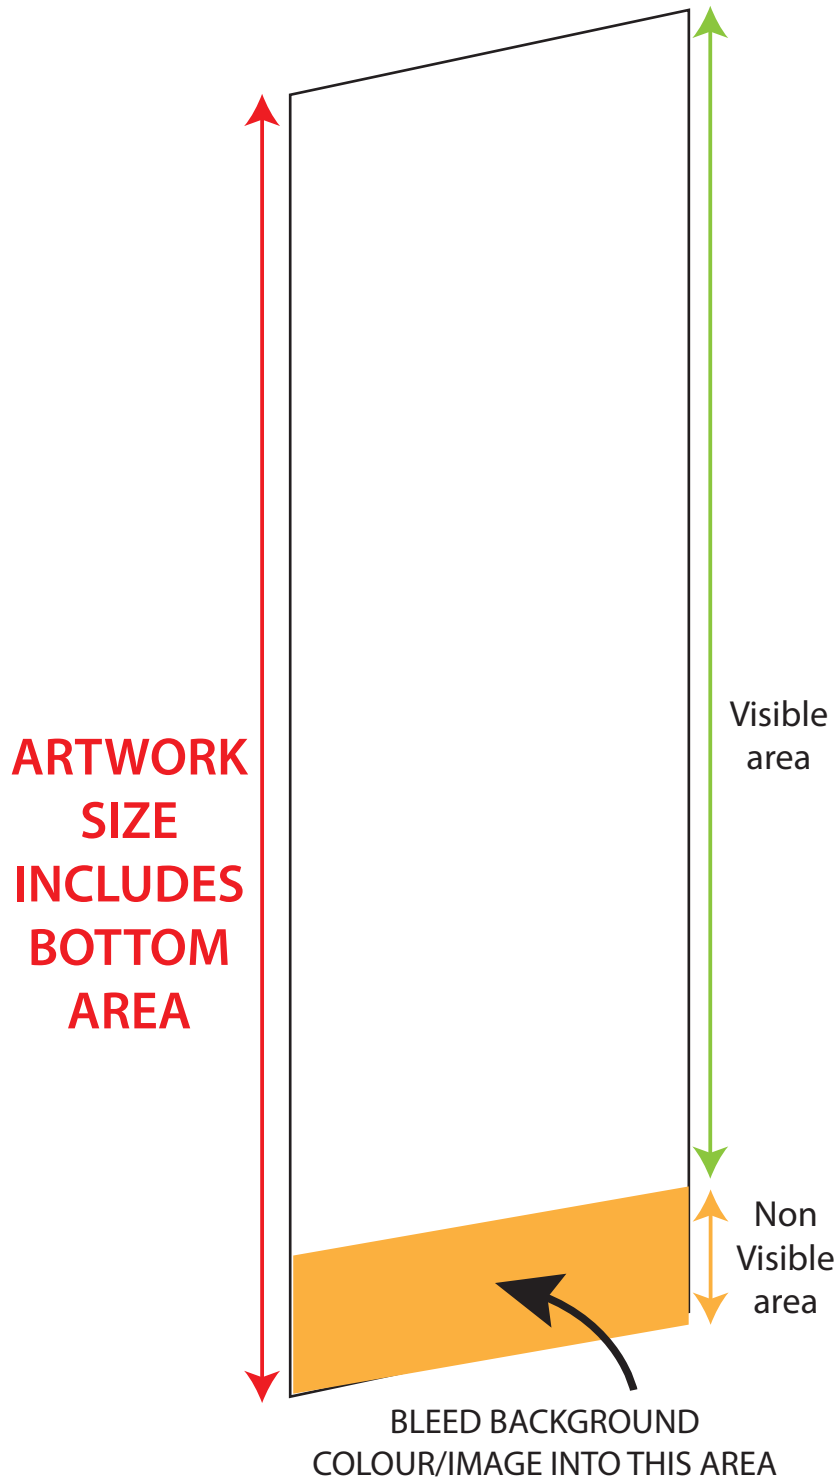 ARTWORK
SIZE
INCLUDES
BOTTOM
AREA
Visible
area
Non
Visible
area
BLEED BACKGROUND
COLOUR/IMAGE INTO THIS AREA